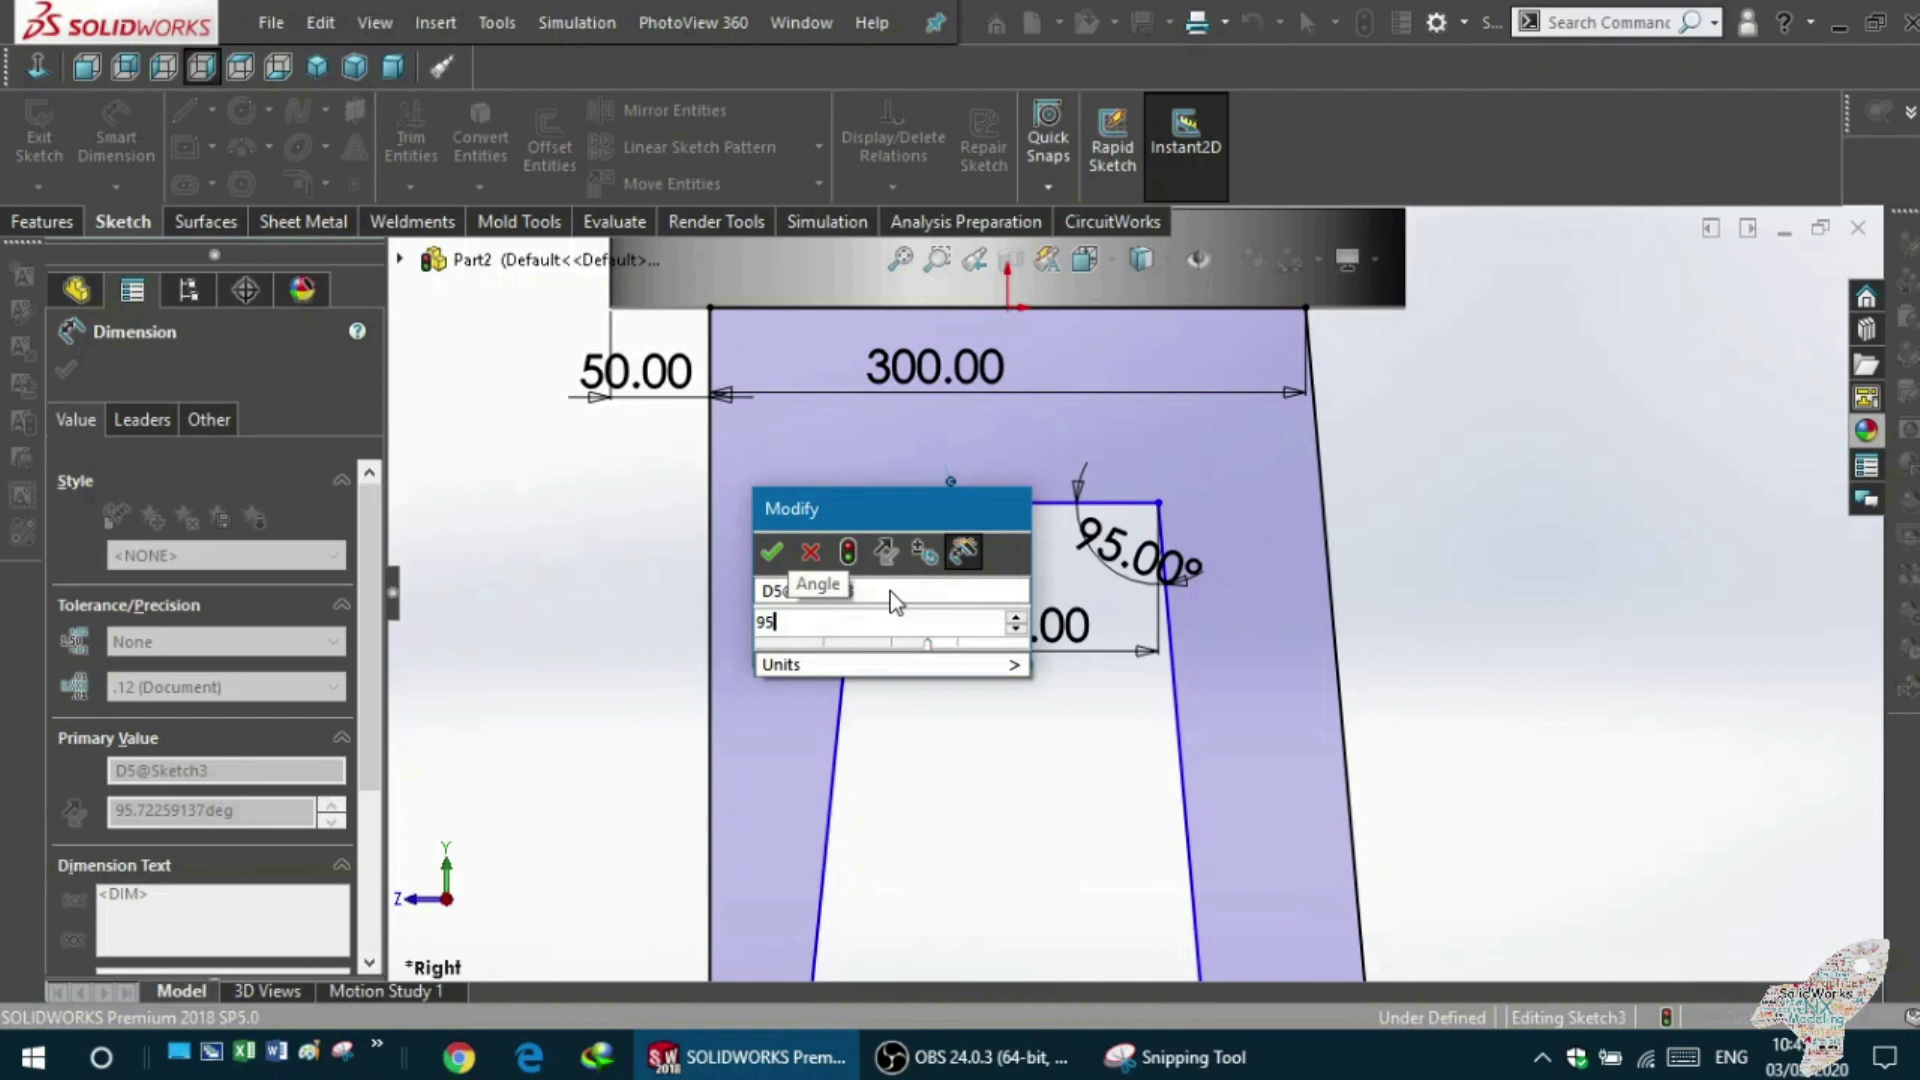 SOLIDWORKS File Edit View Insert Tools Simulation PhotoView 360 Window Help S... Search Commanc ?
Exit Sketch
Smart Dimension
Trim Entities
Convert Entities
Offset Entities
Mirror Entities
Linear Sketch Pattern
Move Entities
Display/Delete Relations
Repair Sketch
Quick Snaps
Rapid Sketch
Instant2D
Features Sketch Surfaces Sheet Metal Weldments Mold Tools Evaluate Render Tools Simulation Analysis Preparation CircuitWorks
Part2 (Default<<Default>...
Dimension ?
Value Leaders Other
Style
<NONE>
Tolerance/Precision
None
.12 (Document)
Primary Value
D5@Sketch3
95.72259137deg
Dimension Text
<DIM>
50.00
300.00
95.00°
.00
Modify
Angle
95
Units >
Y
Z
*Right
Model 3D Views Motion Study 1
SOLIDWORKS Premium 2018 SP5.0 Under Defined Editing Sketch3
SolidWorks
NX
Modeling
SOLIDWORKS Prem... OBS 24.0.3 (64-bit, ... Snipping Tool ENG